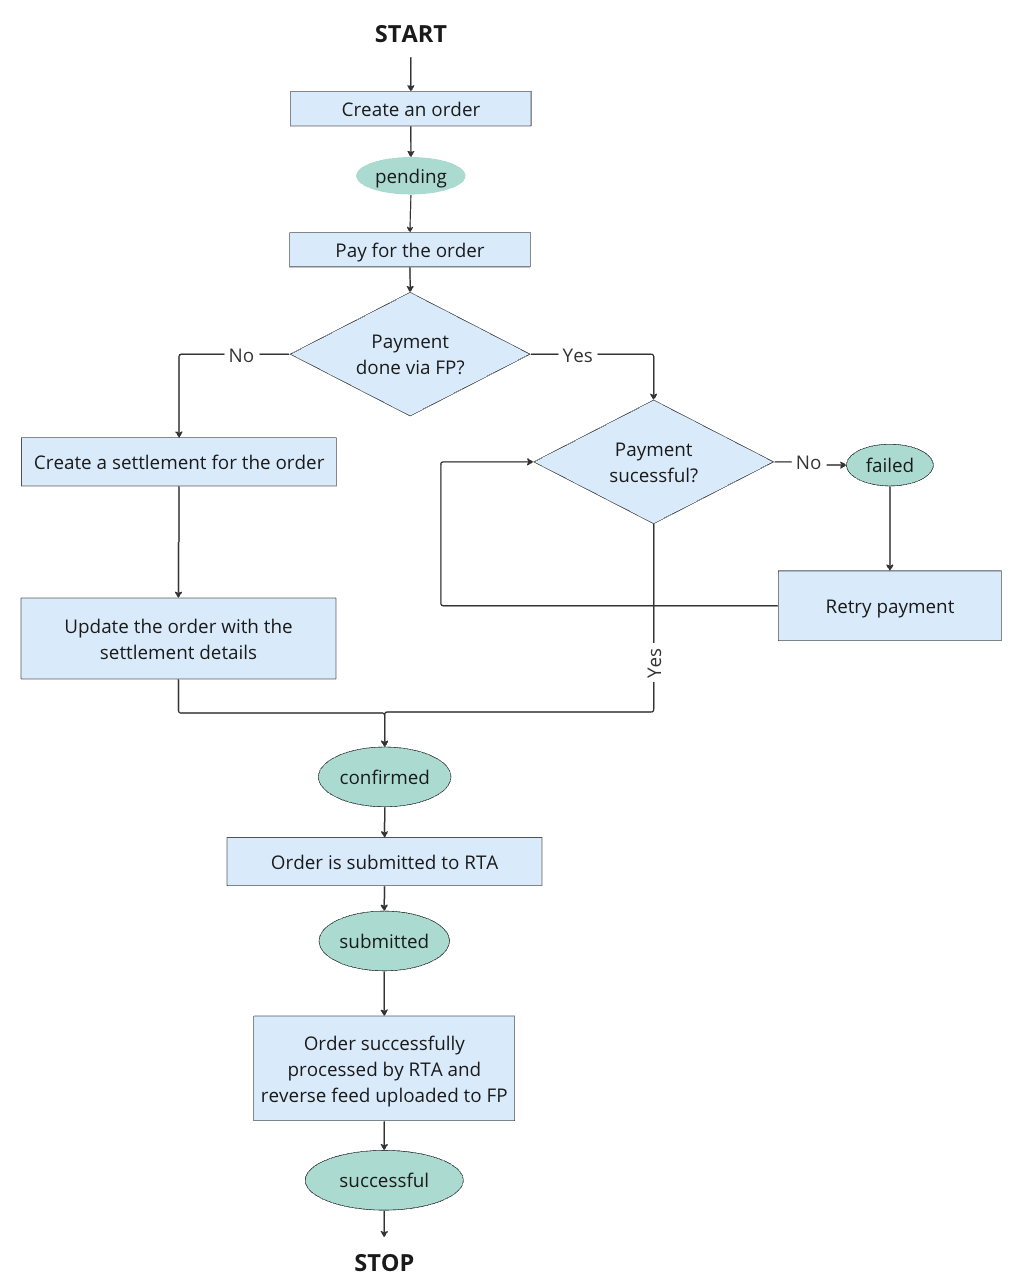 START
Create an order
pending
Pay for the order
Payment
done via FP?
No
Yes
Create a settlement for the order
Payment
sucessful?
No
failed
Update the order with the
settlement details
Retry payment
Yes
confirmed
Order is submitted to RTA
submitted
Order successfully
processed by RTA and
reverse feed uploaded to FP
successful
STOP